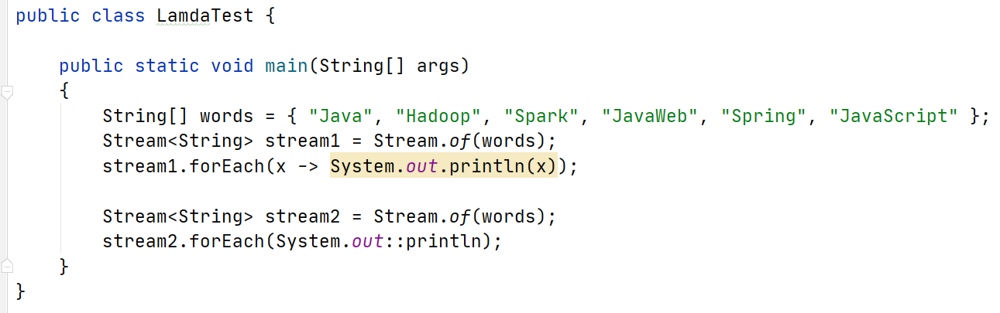 public class LamdaTest {
    public static void main(String[] args)
    {
        String[] words = { "Java", "Hadoop", "Spark", "JavaWeb", "Spring", "JavaScript" };
        Stream<String> stream1 = Stream.of(words);
        stream1.forEach(x -> System.out.println(x));
        Stream<String> stream2 = Stream.of(words);
        stream2.forEach(System.out::println);
    }
}